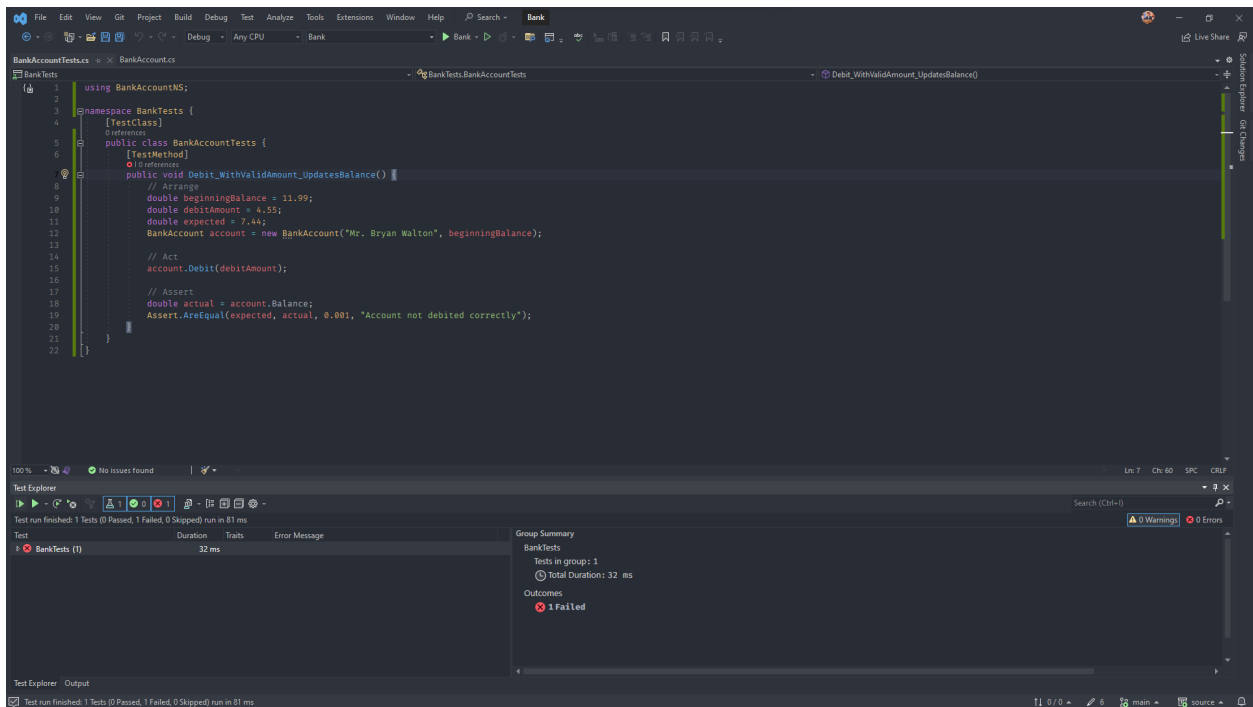 File Edit View Git Project Build Debug Test Analyze Tools Extensions Window Help Search Bank
Debug Any CPU Bank Bank Live Share
BankAccountTests.cs BankAccount.cs
BankTests BankTests.BankAccountTests Debit_WithValidAmount_UpdatesBalance()
Solution Explorer
Git Changes
1 using BankAccountNS;
2
3 namespace BankTests {
4 [TestClass]
0 references
5 public class BankAccountTests {
6 [TestMethod]
| 0 references
7 public void Debit_WithValidAmount_UpdatesBalance() {
8 // Arrange
9 double beginningBalance = 11.99;
10 double debitAmount = 4.55;
11 double expected = 7.44;
12 BankAccount account = new BankAccount("Mr. Bryan Walton", beginningBalance);
13
14 // Act
15 account.Debit(debitAmount);
16
17 // Assert
18 double actual = account.Balance;
19 Assert.AreEqual(expected, actual, 0.001, "Account not debited correctly");
20 }
21 }
22 }
100 % No issues found Ln: 7 Ch: 60 SPC CRLF
Test Explorer
1 0 1 Search (Ctrl+I)
Test run finished: 1 Tests (0 Passed, 1 Failed, 0 Skipped) run in 81 ms 0 Warnings 0 Errors
Test Duration Traits Error Message
BankTests (1) 32 ms
Group Summary
BankTests
Tests in group: 1
Total Duration: 32 ms
Outcomes
1 Failed
Test Explorer Output
Test run finished: 1 Tests (0 Passed, 1 Failed, 0 Skipped) run in 81 ms 0 / 0 6 main source